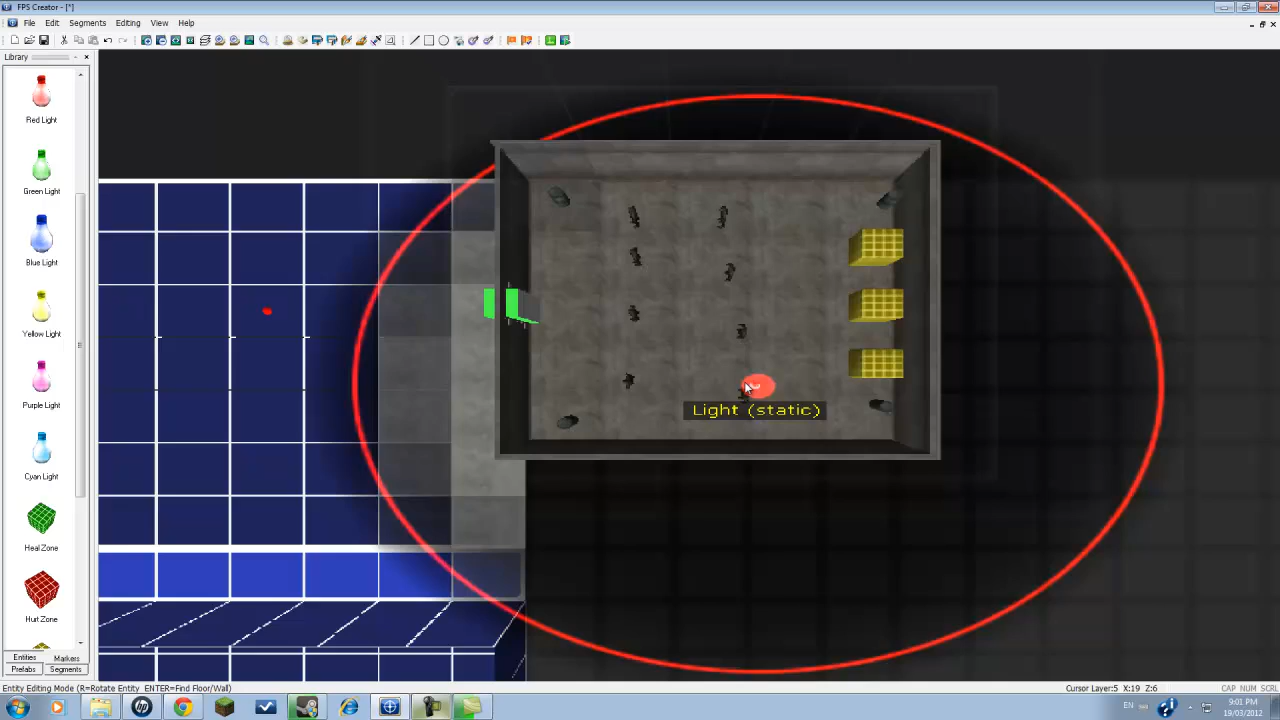 FPS Creator - [*]
File Edit Segments Editing View Help
Library
Red Light
Green Light
Blue Light
Yellow Light
Purple Light
Cyan Light
Heal Zone
Hurt Zone
Entities Markers
Prefabs Segments
Light (static)
Entity Editing Mode (R=Rotate Entity ENTER=Find Floor/Wall)
Cursor Layer:5 X:19 Z:6
CAP NUM SCRL
EN
9:01 PM
19/03/2012